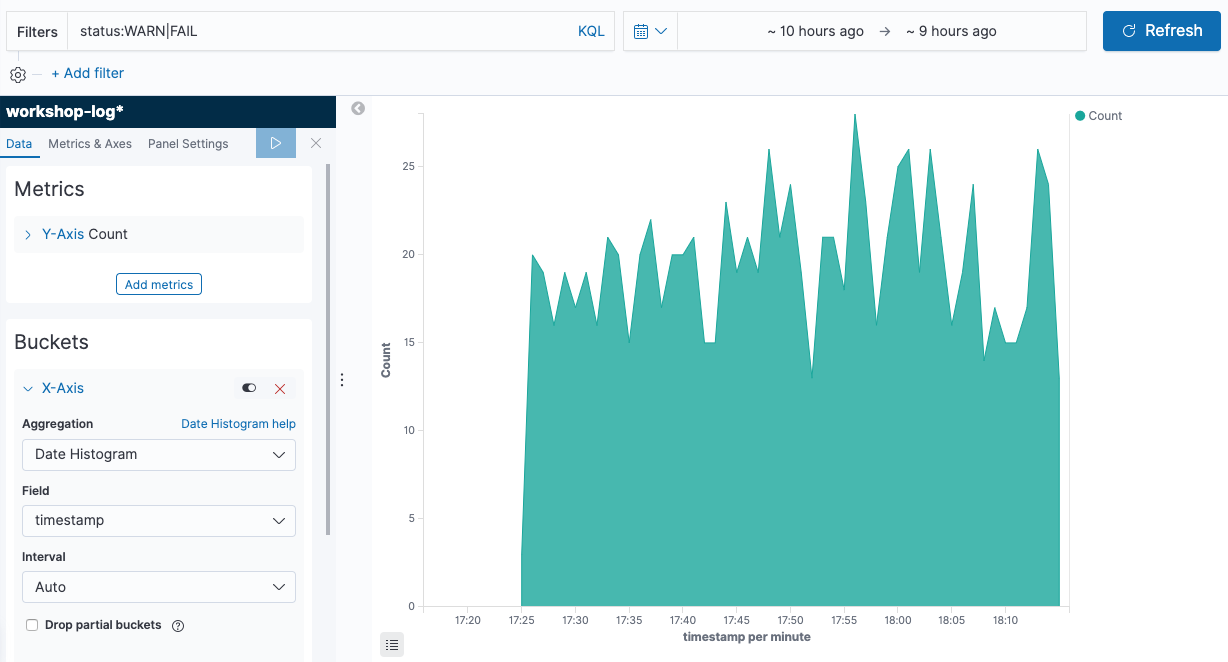 Filters status:WARN|FAIL KQL ~ 10 hours ago → ~ 9 hours ago Refresh
+ Add filter
workshop-log*
Data Metrics & Axes Panel Settings
Metrics
Y-Axis Count
Add metrics
Buckets
X-Axis
Aggregation Date Histogram help
Date Histogram
Field
timestamp
Interval
Auto
Drop partial buckets
Count
25
20
15
10
5
0
Count
17:20 17:25 17:30 17:35 17:40 17:45 17:50 17:55 18:00 18:05 18:10
timestamp per minute